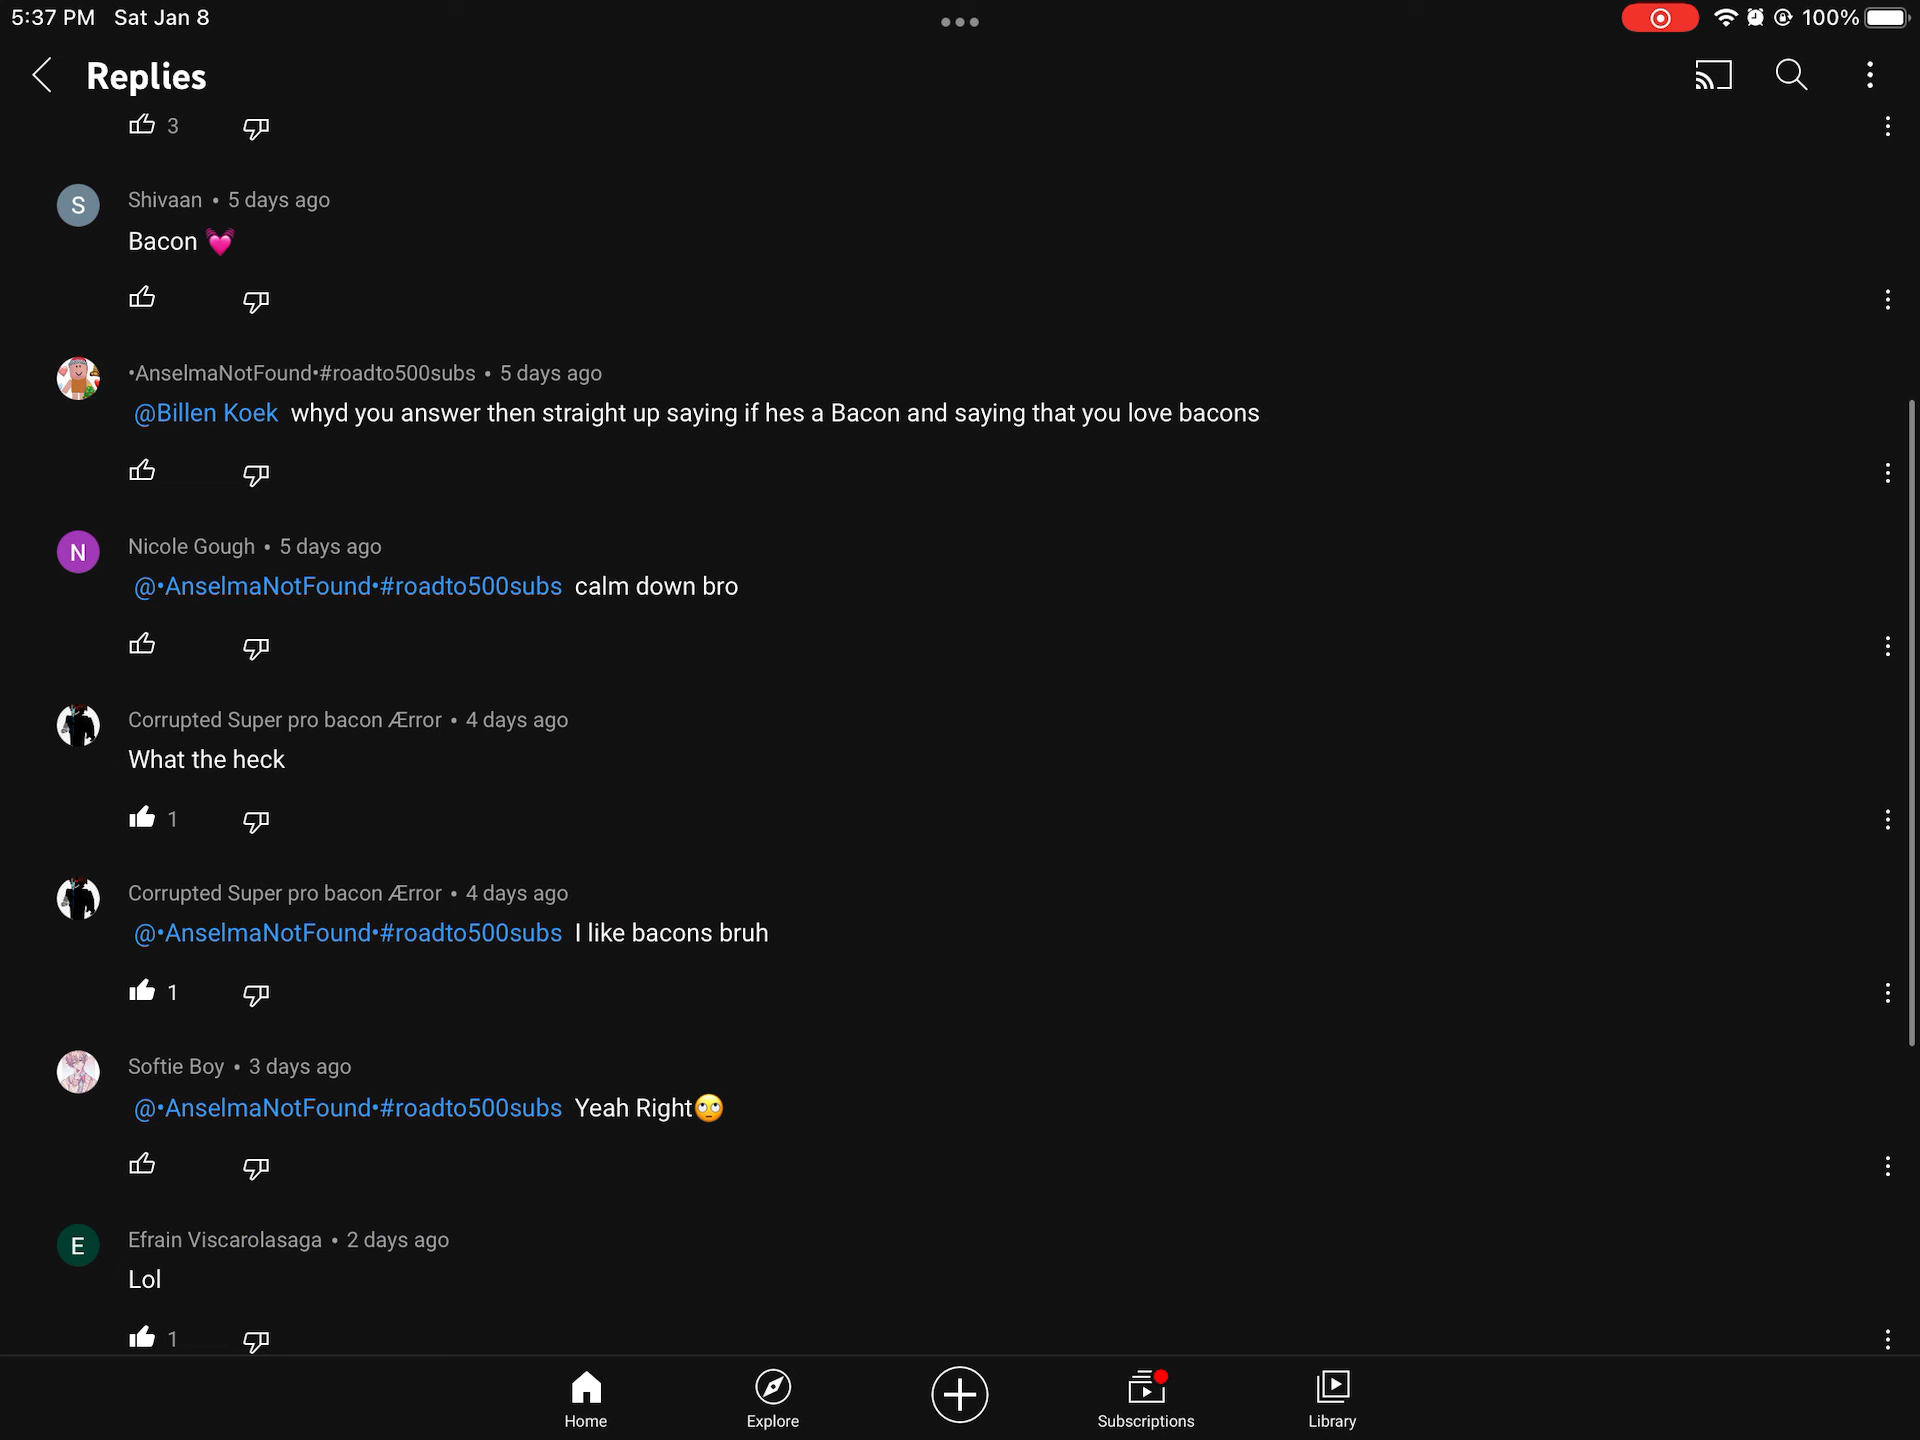 5:37 PM Sat Jan 8 100%
Replies
3
S Shivaan • 5 days ago
Bacon 💓
•AnselmaNotFound•#roadto500subs • 5 days ago
@Billen Koek whyd you answer then straight up saying if hes a Bacon and saying that you love bacons
N Nicole Gough • 5 days ago
@•AnselmaNotFound•#roadto500subs calm down bro
Corrupted Super pro bacon Ærror • 4 days ago
What the heck
1
Corrupted Super pro bacon Ærror • 4 days ago
@•AnselmaNotFound•#roadto500subs I like bacons bruh
1
Softie Boy • 3 days ago
@•AnselmaNotFound•#roadto500subs Yeah Right🙄
E Efrain Viscarolasaga • 2 days ago
Lol
1
Home Explore Subscriptions Library